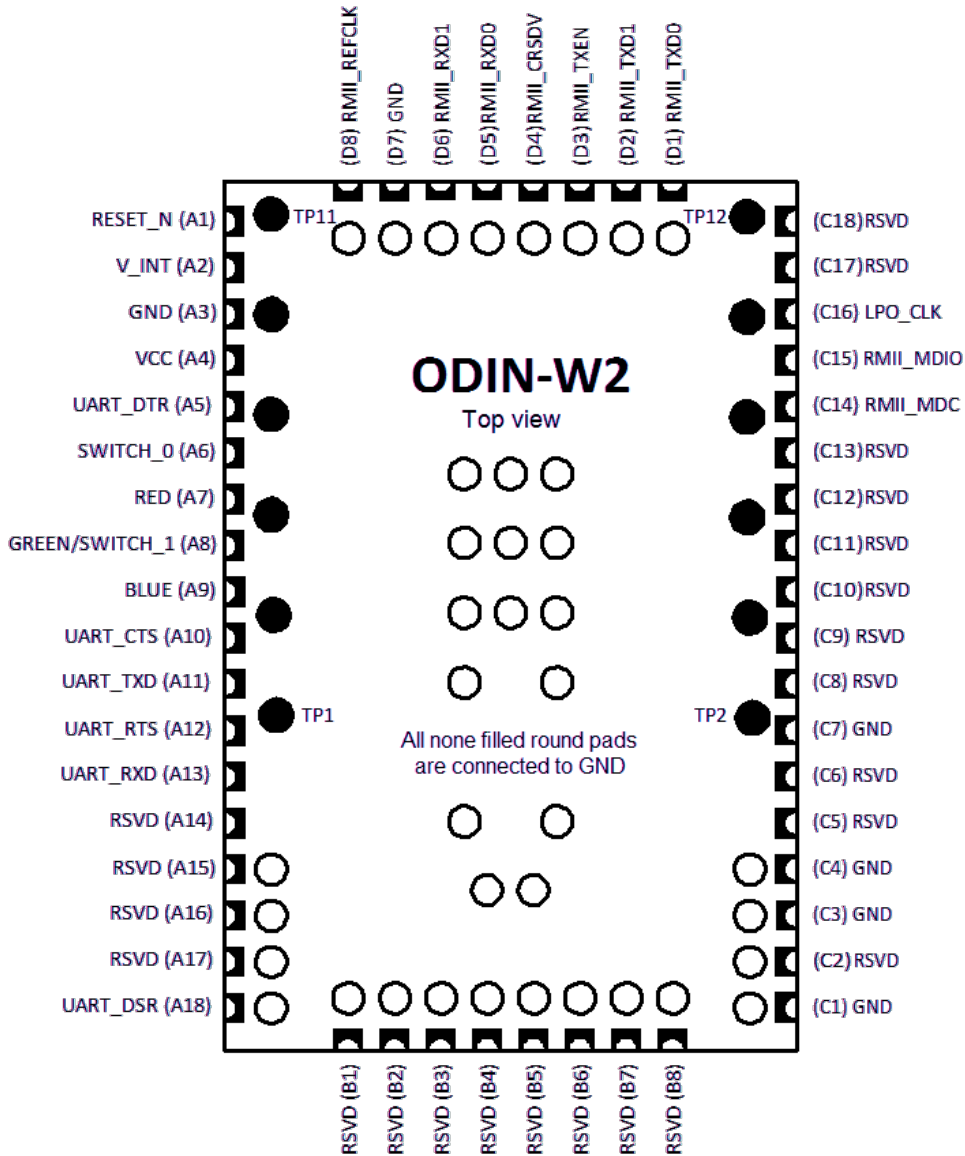 (D8) RMII_REFCLK
(D7) GND
(D6) RMII_RXD1
(D5)RMII_RXD0
(D4)RMII_CRSDV
(D3)RMII_TXEN
(D2) RMII_TXD1
(D1) RMII_TXD0
RESET_N (A1)
V_INT (A2)
GND (A3)
VCC (A4)
UART_DTR (A5)
SWITCH_0 (A6)
RED (A7)
GREEN/SWITCH_1 (A8)
BLUE (A9)
UART_CTS (A10)
UART_TXD (A11)
UART_RTS (A12)
UART_RXD (A13)
RSVD (A14)
RSVD (A15)
RSVD (A16)
RSVD (A17)
UART_DSR (A18)
TP11
TP12
ODIN-W2
Top view
TP1
TP2
All none filled round pads
are connected to GND
(C18)RSVD
(C17)RSVD
(C16) LPO_CLK
(C15) RMII_MDIO
(C14) RMII_MDC
(C13)RSVD
(C12)RSVD
(C11)RSVD
(C10)RSVD
(C9) RSVD
(C8) RSVD
(C7) GND
(C6) RSVD
(C5) RSVD
(C4) GND
(C3) GND
(C2)RSVD
(C1) GND
RSVD (B1)
RSVD (B2)
RSVD (B3)
RSVD (B4)
RSVD (B5)
RSVD (B6)
RSVD (B7)
RSVD (B8)